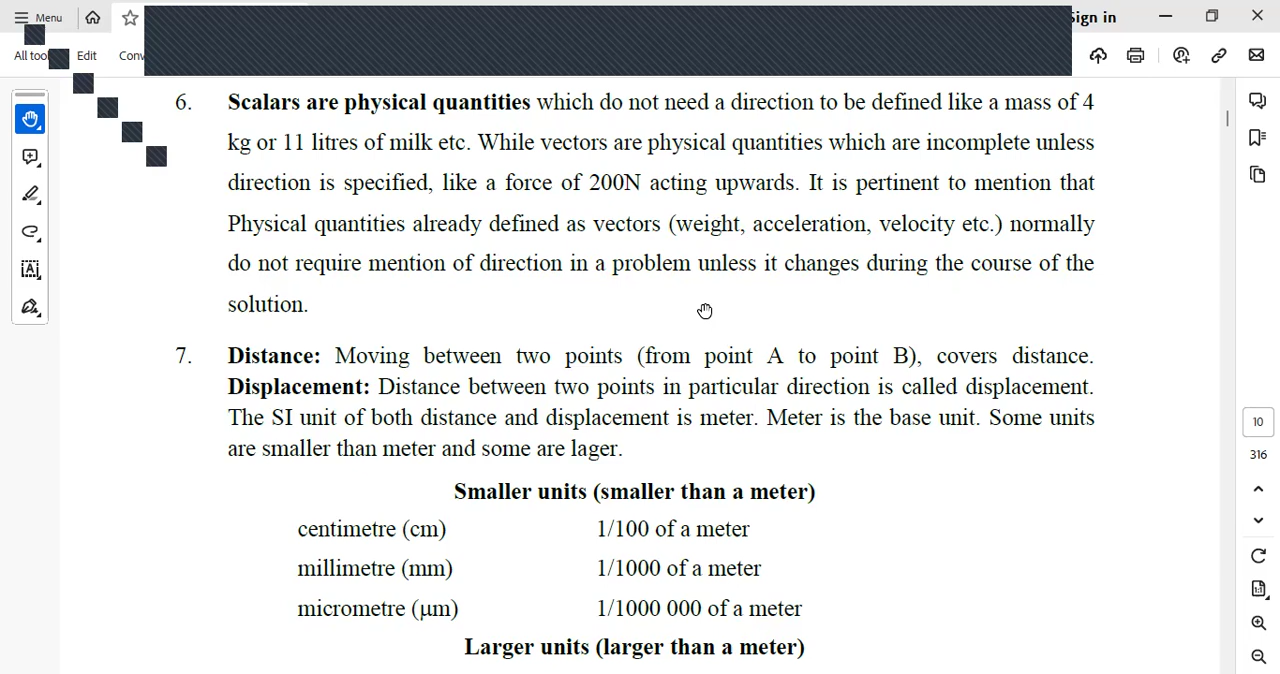 Menu
Sign in
All too
Edit
Conv
6. Scalars are physical quantities which do not need a direction to be defined like a mass of 4
kg or 11 litres of milk etc. While vectors are physical quantities which are incomplete unless
direction is specified, like a force of 200N acting upwards. It is pertinent to mention that
Physical quantities already defined as vectors (weight, acceleration, velocity etc.) normally
do not require mention of direction in a problem unless it changes during the course of the
solution.
7. Distance: Moving between two points (from point A to point B), covers distance.
Displacement: Distance between two points in particular direction is called displacement.
The SI unit of both distance and displacement is meter. Meter is the base unit. Some units
are smaller than meter and some are lager.
Smaller units (smaller than a meter)
centimetre (cm) 1/100 of a meter
millimetre (mm) 1/1000 of a meter
micrometre (μm) 1/1000 000 of a meter
Larger units (larger than a meter)
10
316